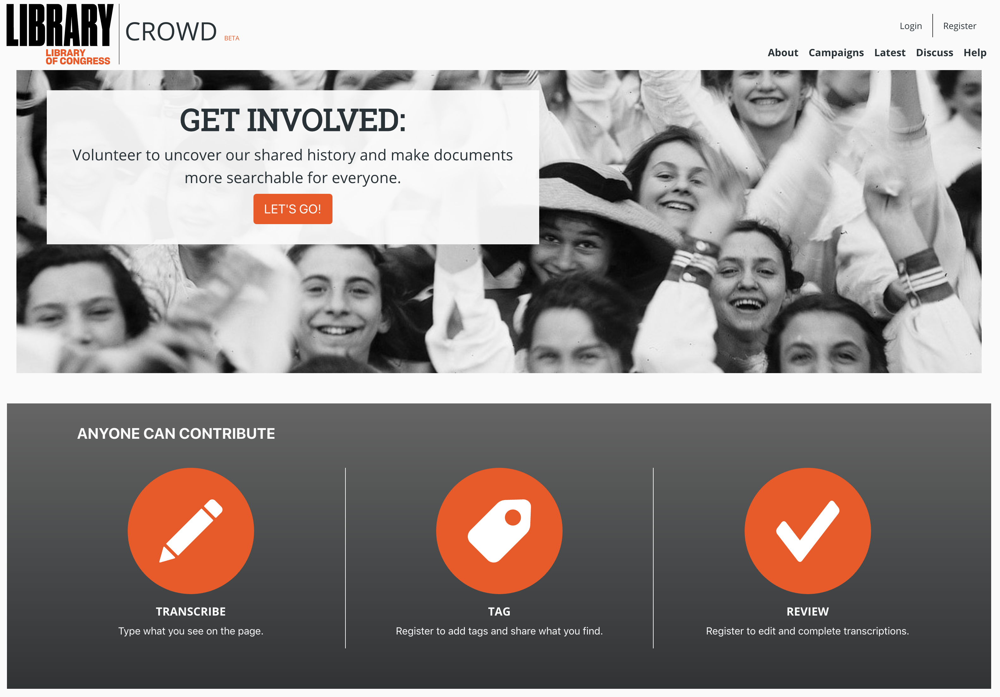 LIBRARY
LIBRARY
OF CONGRESS
CROWD BETA
Login
Register
About Campaigns Latest Discuss Help
GET INVOLVED:
Volunteer to uncover our shared history and make documents
more searchable for everyone.
LET'S GO!
ANYONE CAN CONTRIBUTE
TRANSCRIBE
Type what you see on the page.
TAG
Register to add tags and share what you find.
REVIEW
Register to edit and complete transcriptions.